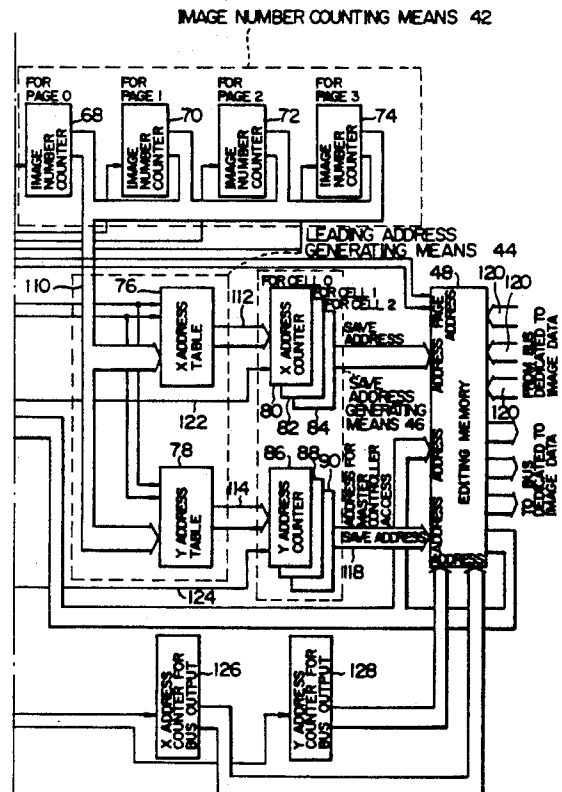 IMAGE NUMBER COUNTING MEANS 42
FOR
PAGE 0
68
IMAGE
NUMBER
COUNTER
FOR
PAGE 1
70
IMAGE
NUMBER
COUNTER
FOR
PAGE 2
72
IMAGE
NUMBER
COUNTER
FOR
PAGE 3
74
IMAGE
NUMBER
COUNTER
LEADING ADDRESS
GENERATING MEANS 44
110
76
X ADDRESS
TABLE
1112
FOR CELL 0
FOR CELL 1
FOR CELL 2
X ADDRESS
COUNTER
80
82
84
SAVE
ADDRESS
122
SAVE
ADDRESS
GENERATING
MEANS 46
48
PAGE
ADDRESS
ADDRESS
ADDRESS
ADDRESS
ADDRESS
EDITING MEMORY
120
120
120
FROM BUS
DEDICATED TO
IMAGE DATA
TO BUS
DEDICATED TO
IMAGE DATA
78
Y ADDRESS
TABLE
114
86
88
90
Y ADDRESS
COUNTER
ADDRESS FOR
MASTER
CONTROLLER
ACCESS
SAVE ADDRESS
118
124
126
X ADDRESS
COUNTER FOR
BUS OUTPUT
128
Y ADDRESS
COUNTER FOR
BUS OUTPUT